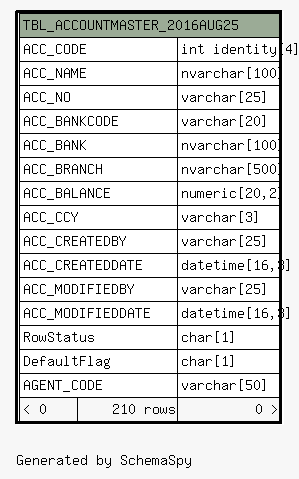 TBL_ACCOUNTMASTER_2016AUG25
ACC_CODE int identity[4]
ACC_NAME nvarchar[100]
ACC_NO varchar[25]
ACC_BANKCODE varchar[20]
ACC_BANK nvarchar[100]
ACC_BRANCH nvarchar[500]
ACC_BALANCE numeric[20,2]
ACC_CCY varchar[3]
ACC_CREATEDBY varchar[25]
ACC_CREATEDDATE datetime[16,3]
ACC_MODIFIEDBY varchar[25]
ACC_MODIFIEDDATE datetime[16,3]
RowStatus char[1]
DefaultFlag char[1]
AGENT_CODE varchar[50]
< 0 210 rows 0 >
Generated by SchemaSpy